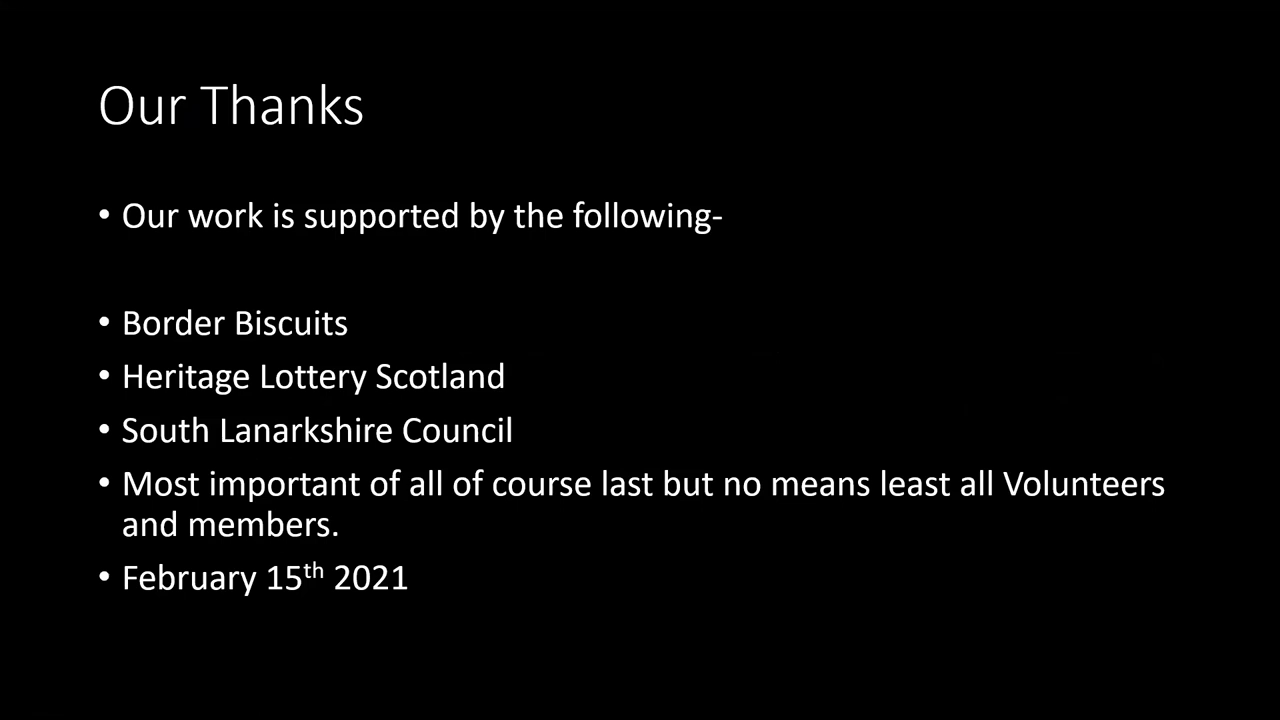 Our Thanks
• Our work is supported by the following-
• Border Biscuits
• Heritage Lottery Scotland
• South Lanarkshire Council
• Most important of all of course last but no means least all Volunteers
and members.
• February 15th 2021